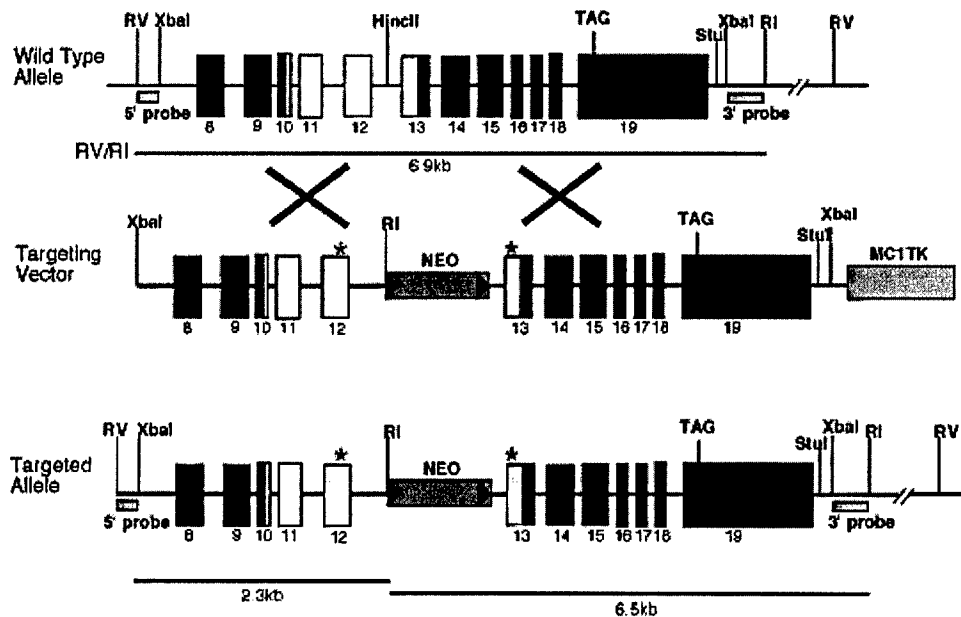 RV XbaI HincII TAG StuI XbaI RI RV
Wild Type
Allele
5' probe 3' probe
8 9 10 11 12 13 14 15 16 17 18 19
RV/RI
6.9kb
XbaI RI TAG StuI XbaI
Targeting
Vector
* NEO * MC1TK
8 9 10 11 12 13 14 15 16 17 18 19
RV XbaI RI TAG StuI XbaI RI RV
Targeted
Allele
* NEO *
5' probe 3' probe
8 9 10 11 12 13 14 15 16 17 18 19
2.3kb
6.5kb